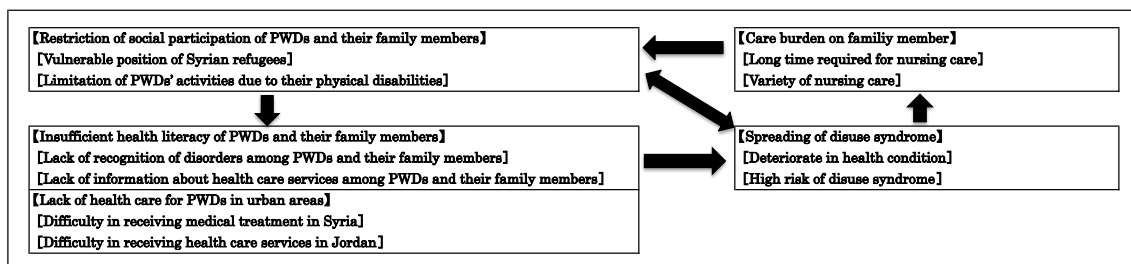 【Restriction of social participation of PWDs and their family members】
[Vulnerable position of Syrian refugees]
[Limitation of PWDs' activities due to their physical disabilities]
【Care burden on familiy member】
[Long time required for nursing care]
[Variety of nursing care]
【Insufficient health literacy of PWDs and their family members】
[Lack of recognition of disorders among PWDs and their family members]
[Lack of information about health care services among PWDs and their family members]
【Lack of health care for PWDs in urban areas】
[Difficulty in receiving medical treatment in Syria]
[Difficulty in receiving health care services in Jordan]
【Spreading of disuse syndrome】
[Deteriorate in health condition]
[High risk of disuse syndrome]